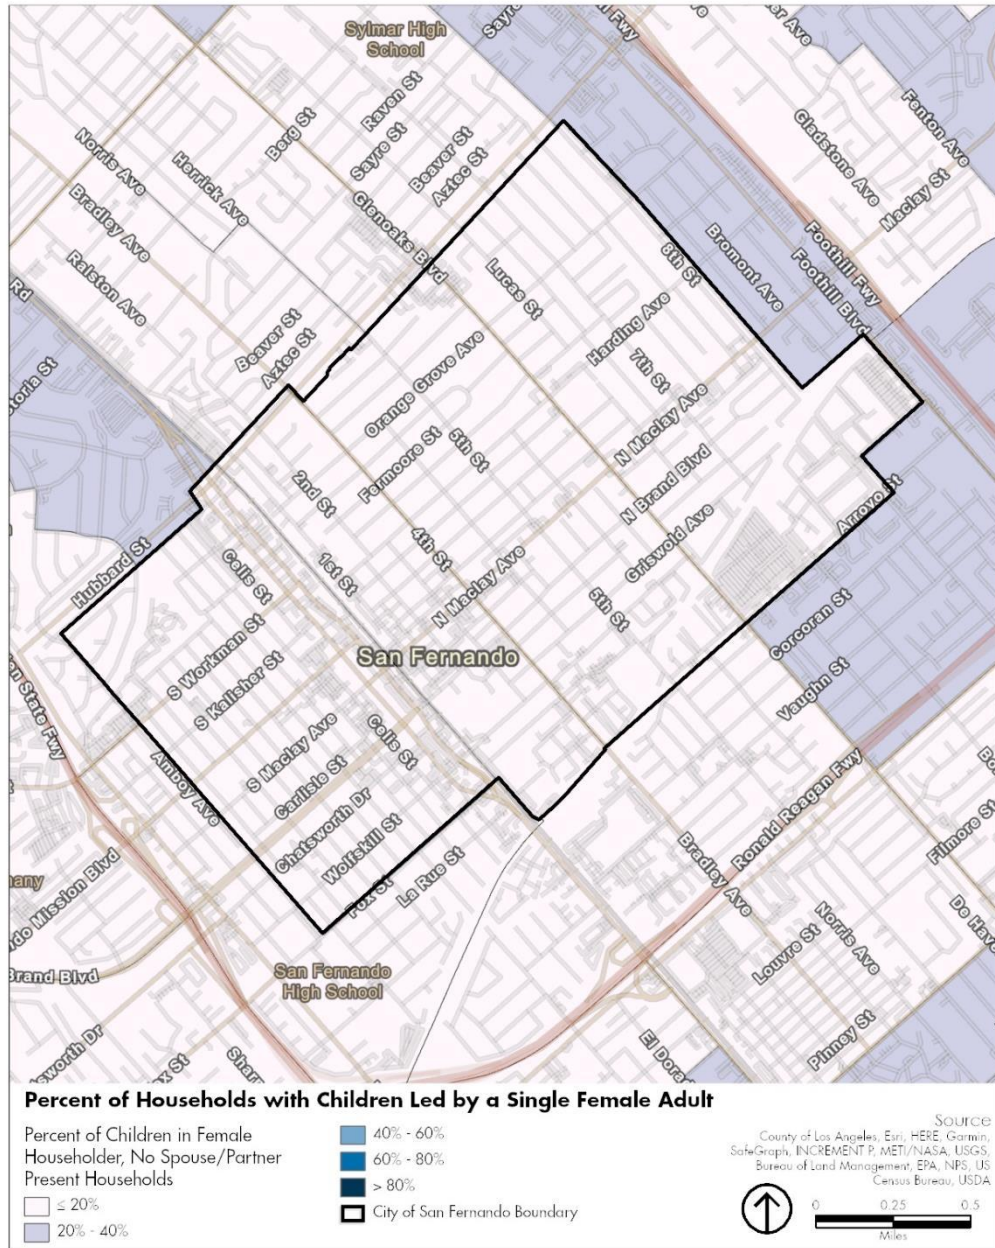 Sylmar High
School
Sayre
Fwy
Fenton Ave
Gladstone Ave
Maclay St
Raven St
Berg St
Sayre St
Beaver St
Aztec St
Norris Ave
Herrick Ave
Bradley Ave
Ralston Ave
Glenoaks Blvd
Rd
Beaver St
Aztec St
Lucas St
8th St
Bromont Ave
Foothill Fwy
Foothill Blvd
Harding Ave
7th St
Orange Grove Ave
Fermoore St
5th St
N Maclay Ave
N Brand Blvd
2nd St
4th St
Griswold Ave
Arroyo St
Hubbard St
Celis St
1st St
N Maclay Ave
5th St
Corcoran St
S Workman St
San Fernando
S Kalisher St
Vaughn St
S Maclay Ave
Celis St
Amboy Ave
Carlisle St
Chatsworth Dr
Wolfskill St
Fox St
La Rue St
Bradley Ave
Ronald Reagan Fwy
Filmore St
Norris Ave
Louvre St
Pinney St
San Fernando
High School
Brand Blvd
Percent of Households with Children Led by a Single Female Adult
Percent of Children in Female
Householder, No Spouse/Partner
Present Households
≤ 20%
20% - 40%
40% - 60%
60% - 80%
> 80%
City of San Fernando Boundary
Source
County of Los Angeles, Esri, HERE, Garmin,
SafeGraph, INCREMENT P, METI/NASA, USGS,
Bureau of Land Management, EPA, NPS, US
Census Bureau, USDA
0 0.25 0.5
Miles